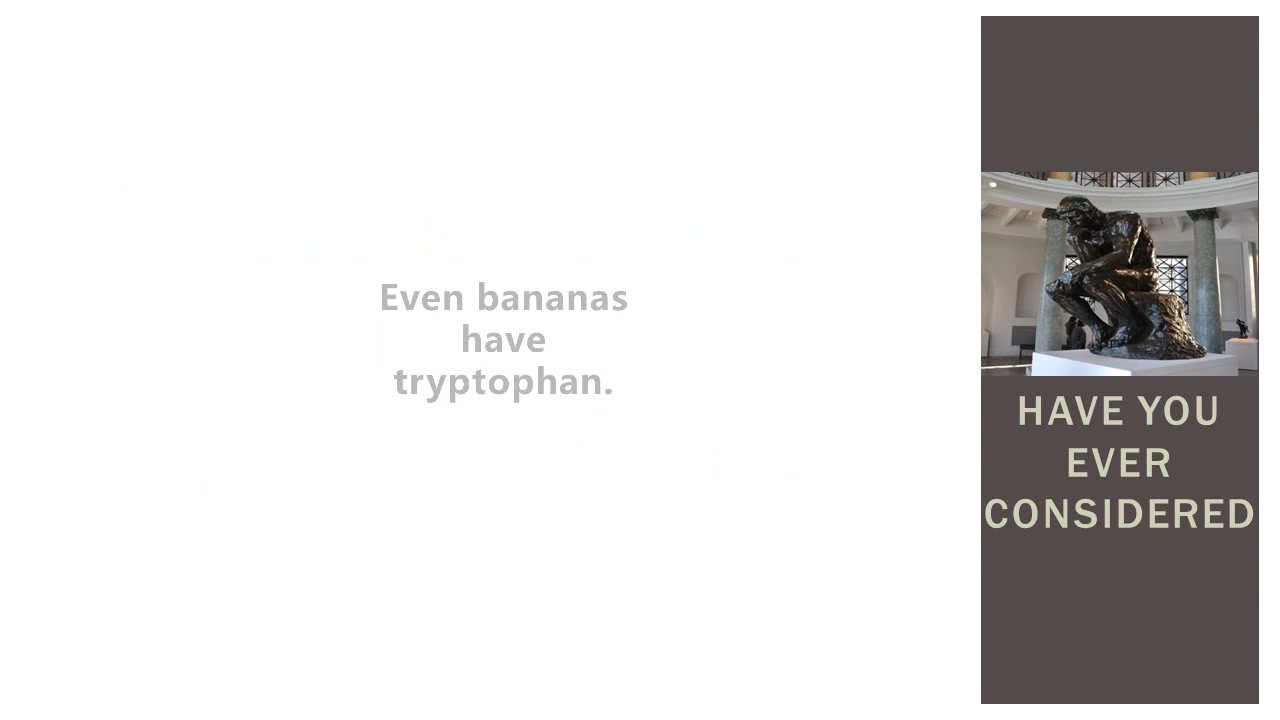 Even bananas
have
tryptophan.
HAVE YOU
EVER
CONSIDERED